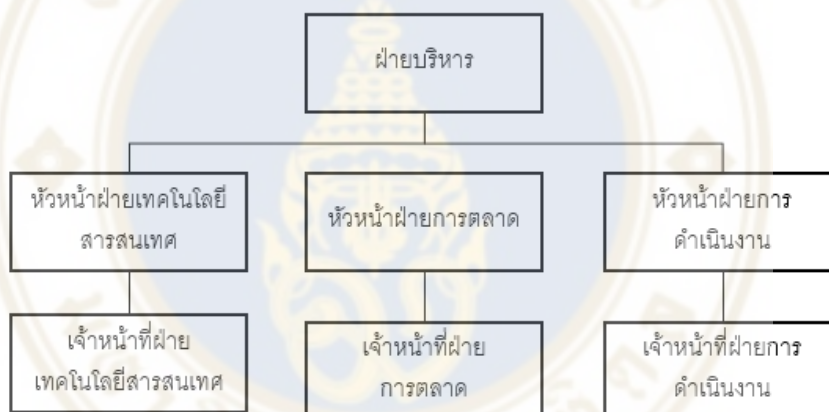 ฝ่ายบริหาร
หัวหน้าฝ่ายเทคโนโลยี
สารสนเทศ
หัวหน้าฝ่ายการตลาด
หัวหน้าฝ่ายการ
ดำเนินงาน
เจ้าหน้าที่ฝ่าย
เทคโนโลยีสารสนเทศ
เจ้าหน้าที่ฝ่าย
การตลาด
เจ้าหน้าที่ฝ่ายการ
ดำเนินงาน